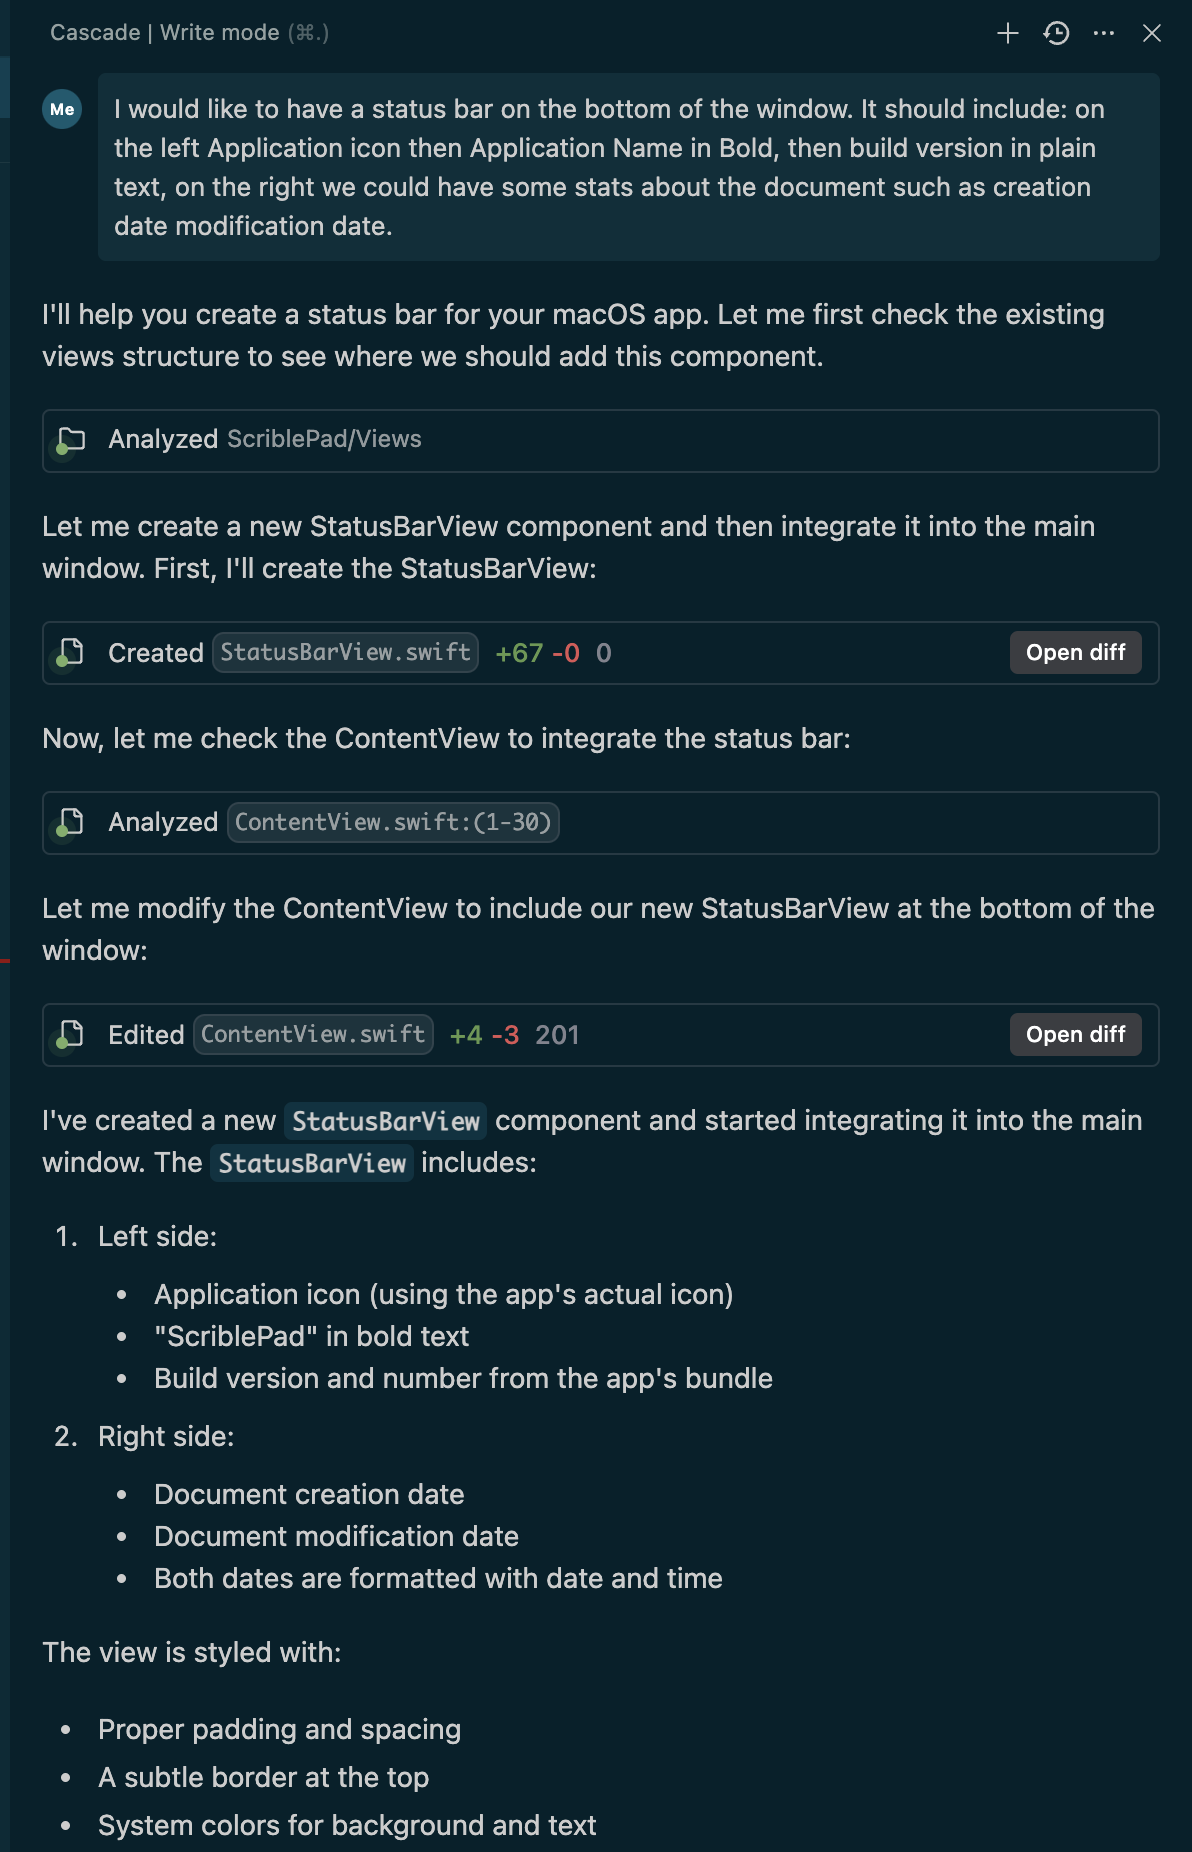 Cascade | Write mode (⌘.)
Me
I would like to have a status bar on the bottom of the window. It should include: on
the left Application icon then Application Name in Bold, then build version in plain
text, on the right we could have some stats about the document such as creation
date modification date.
I'll help you create a status bar for your macOS app. Let me first check the existing
views structure to see where we should add this component.
Analyzed ScriblePad/Views
Let me create a new StatusBarView component and then integrate it into the main
window. First, I'll create the StatusBarView:
Created StatusBarView.swift +67 -0 0 Open diff
Now, let me check the ContentView to integrate the status bar:
Analyzed ContentView.swift:(1-30)
Let me modify the ContentView to include our new StatusBarView at the bottom of the
window:
Edited ContentView.swift +4 -3 201 Open diff
I've created a new StatusBarView component and started integrating it into the main
window. The StatusBarView includes:
1. Left side:
• Application icon (using the app's actual icon)
• "ScriblePad" in bold text
• Build version and number from the app's bundle
2. Right side:
• Document creation date
• Document modification date
• Both dates are formatted with date and time
The view is styled with:
• Proper padding and spacing
• A subtle border at the top
• System colors for background and text